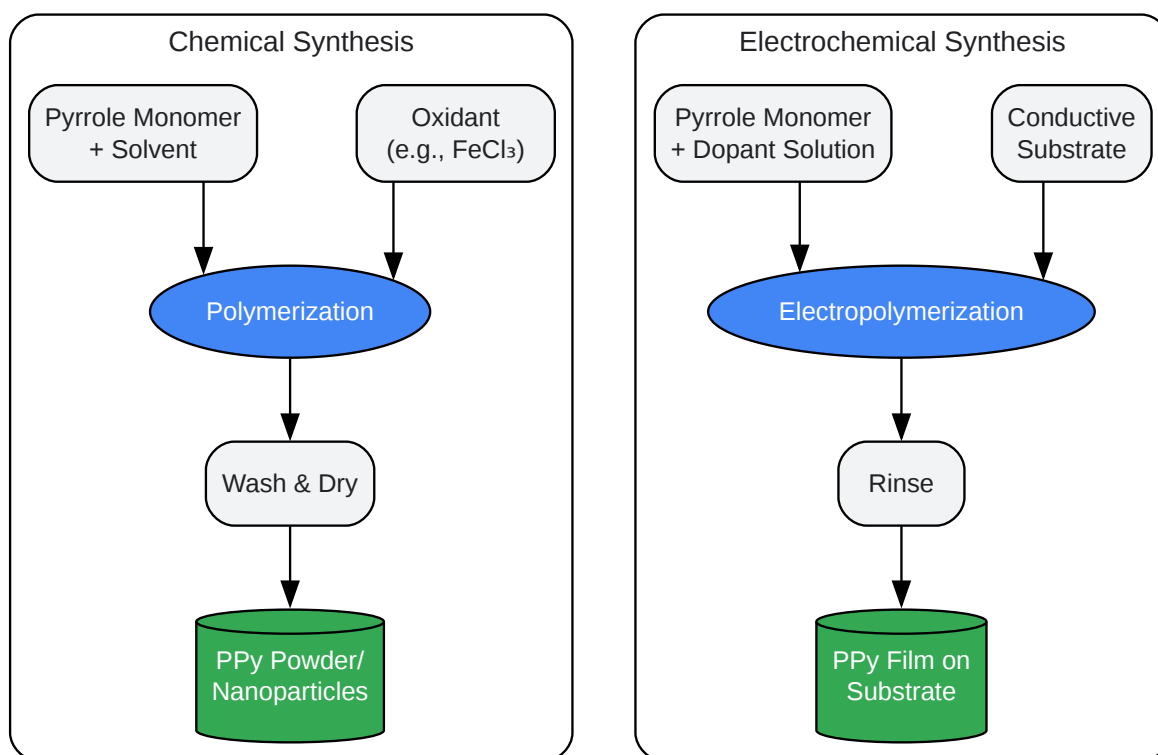 Chemical Synthesis
Pyrrole Monomer
+ Solvent
Oxidant
(e.g., FeCl₃)
Polymerization
Wash & Dry
PPy Powder/
Nanoparticles
Electrochemical Synthesis
Pyrrole Monomer
+ Dopant Solution
Conductive
Substrate
Electropolymerization
Rinse
PPy Film on
Substrate